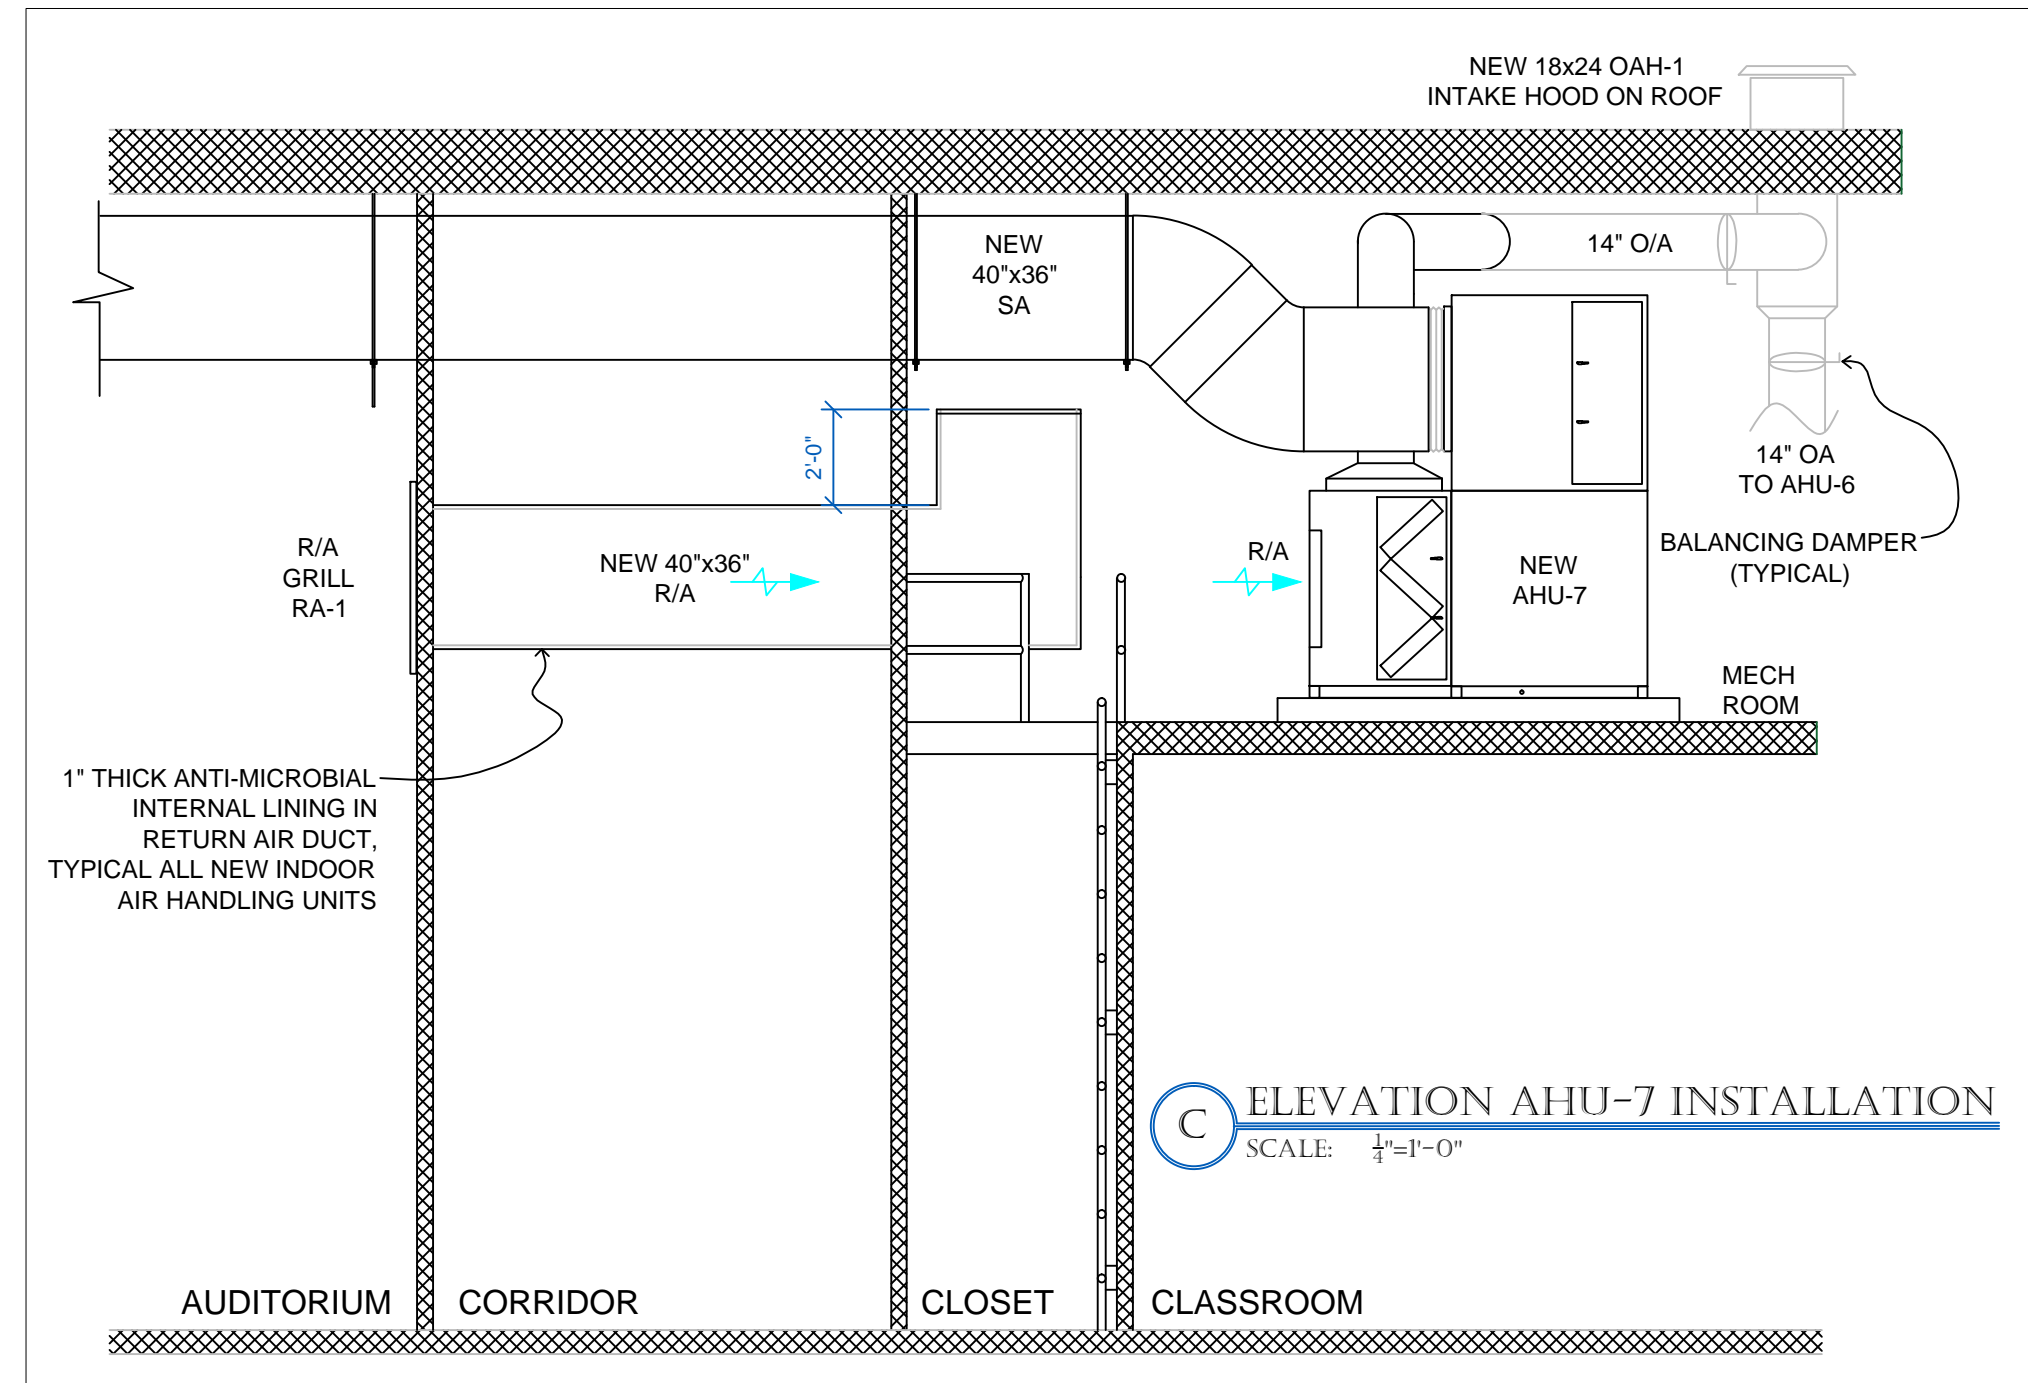 NEW 18x24 OAH-1
INTAKE HOOD ON ROOF
NEW
40"x36"
SA
14" O/A
2'-0"
14" OA
TO AHU-6
R/A
GRILL
RA-1
NEW 40"x36"
R/A
R/A
NEW
AHU-7
BALANCING DAMPER
(TYPICAL)
MECH
ROOM
1" THICK ANTI-MICROBIAL
INTERNAL LINING IN
RETURN AIR DUCT,
TYPICAL ALL NEW INDOOR
AIR HANDLING UNITS
C
ELEVATION AHU-7 INSTALLATION
SCALE: 1/4"=1'-0"
AUDITORIUM
CORRIDOR
CLOSET
CLASSROOM